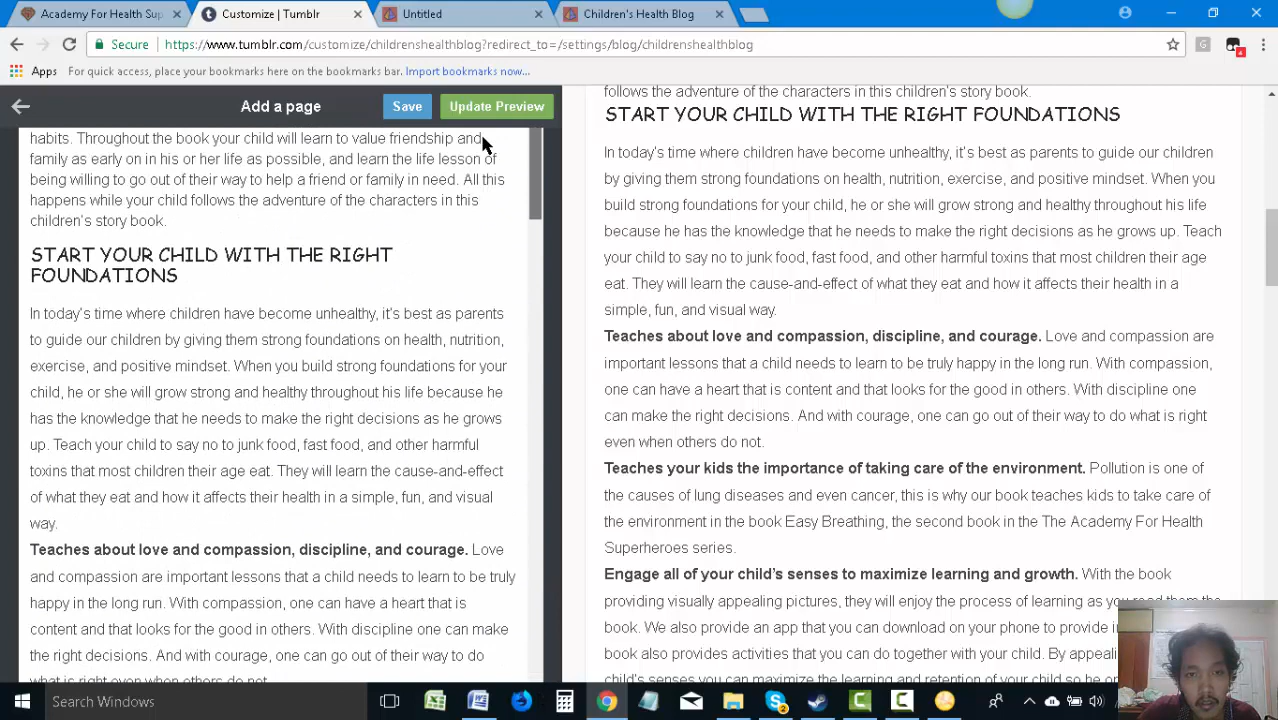 Academy For Health Sup
Customize | Tumblr
Untitled
Children's Health Blog
Secure
https://www.tumblr.com/customize/childrenshealthblog?redirect_to=/settings/blog/childrenshealthblog
Apps
For quick access, place your bookmarks here on the bookmarks bar. Import bookmarks now...
Add a page
Save
Update Preview
habits. Throughout the book your child will learn to value friendship and
family as early on in his or her life as possible, and learn the life lesson of
being willing to go out of their way to help a friend or family in need. All this
happens while your child follows the adventure of the characters in this
children's story book.
START YOUR CHILD WITH THE RIGHT
FOUNDATIONS
In today's time where children have become unhealthy, it's best as parents
to guide our children by giving them strong foundations on health, nutrition,
exercise, and positive mindset. When you build strong foundations for your
child, he or she will grow strong and healthy throughout his life because he
has the knowledge that he needs to make the right decisions as he grows
up. Teach your child to say no to junk food, fast food, and other harmful
toxins that most children their age eat. They will learn the cause-and-effect
of what they eat and how it affects their health in a simple, fun, and visual
way.
Teaches about love and compassion, discipline, and courage. Love
and compassion are important lessons that a child needs to learn to be truly
happy in the long run. With compassion, one can have a heart that is
content and that looks for the good in others. With discipline one can make
the right decisions. And with courage, one can go out of their way to do
what is right even when others do not.
follows the adventure of the characters in this children's story book.
START YOUR CHILD WITH THE RIGHT FOUNDATIONS
In today's time where children have become unhealthy, it's best as parents to guide our children
by giving them strong foundations on health, nutrition, exercise, and positive mindset. When you
build strong foundations for your child, he or she will grow strong and healthy throughout his life
because he has the knowledge that he needs to make the right decisions as he grows up. Teach
your child to say no to junk food, fast food, and other harmful toxins that most children their age
eat. They will learn the cause-and-effect of what they eat and how it affects their health in a
simple, fun, and visual way.
Teaches about love and compassion, discipline, and courage. Love and compassion are
important lessons that a child needs to learn to be truly happy in the long run. With compassion,
one can have a heart that is content and that looks for the good in others. With discipline one
can make the right decisions. And with courage, one can go out of their way to do what is right
even when others do not.
Teaches your kids the importance of taking care of the environment. Pollution is one of
the causes of lung diseases and even cancer, this is why our book teaches kids to take care of
the environment in the book Easy Breathing, the second book in the The Academy For Health
Superheroes series.
Engage all of your child's senses to maximize learning and growth. With the book
providing visually appealing pictures, they will enjoy the process of learning as you read them the
book. We also provide an app that you can download on your phone to provide
book also provides activities that you can do together with your child. By
child's senses you can maximize the learning and retention of your child so
Search Windows